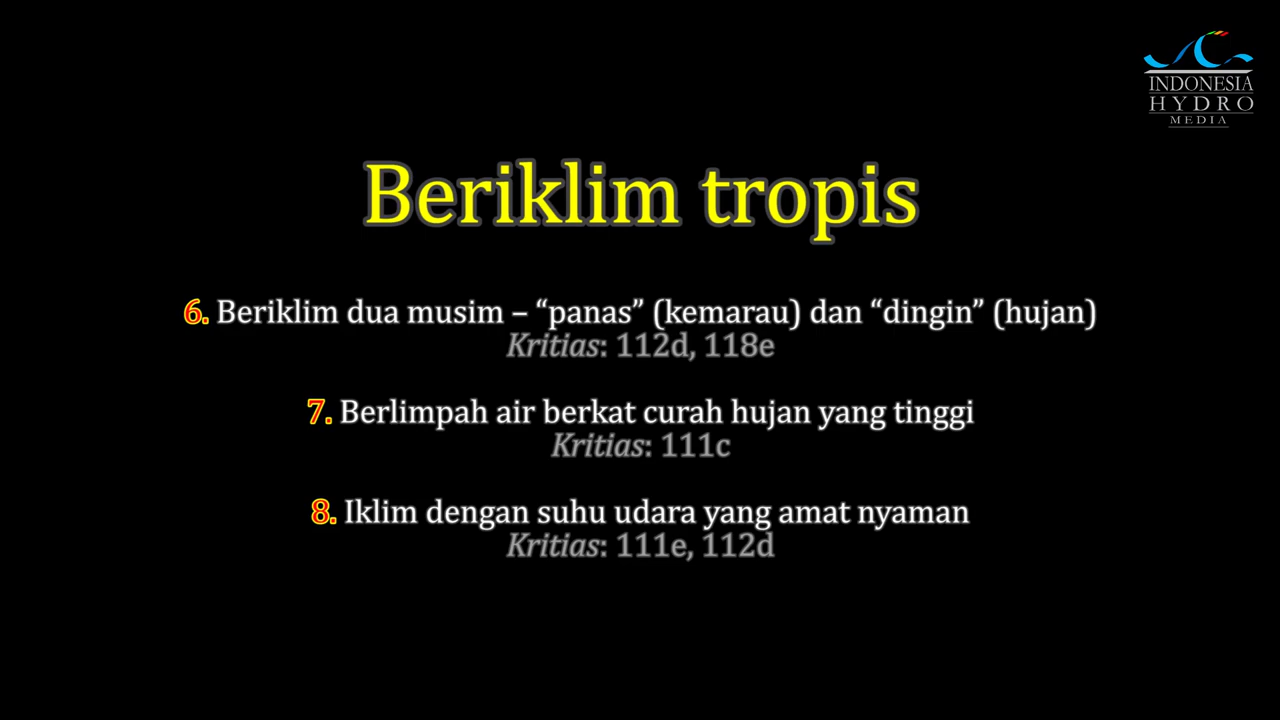 INDONESIA
HYDRO
MEDIA
Beriklim tropis
6. Beriklim dua musim – “panas” (kemarau) dan “dingin” (hujan)
Kritias: 112d, 118e
7. Berlimpah air berkat curah hujan yang tinggi
Kritias: 111c
8. Iklim dengan suhu udara yang amat nyaman
Kritias: 111e, 112d